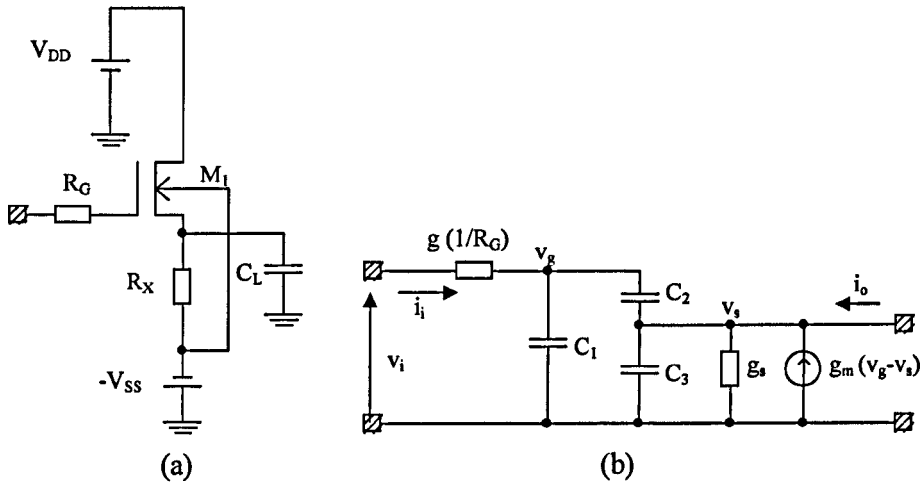 V_DD
R_G
M_1
R_X
C_L
-V_SS
(a)
g (1/R_G)
v_g
i_i
v_i
C_1
C_2
C_3
v_s
i_o
g_s
g_m (v_g-v_s)
(b)